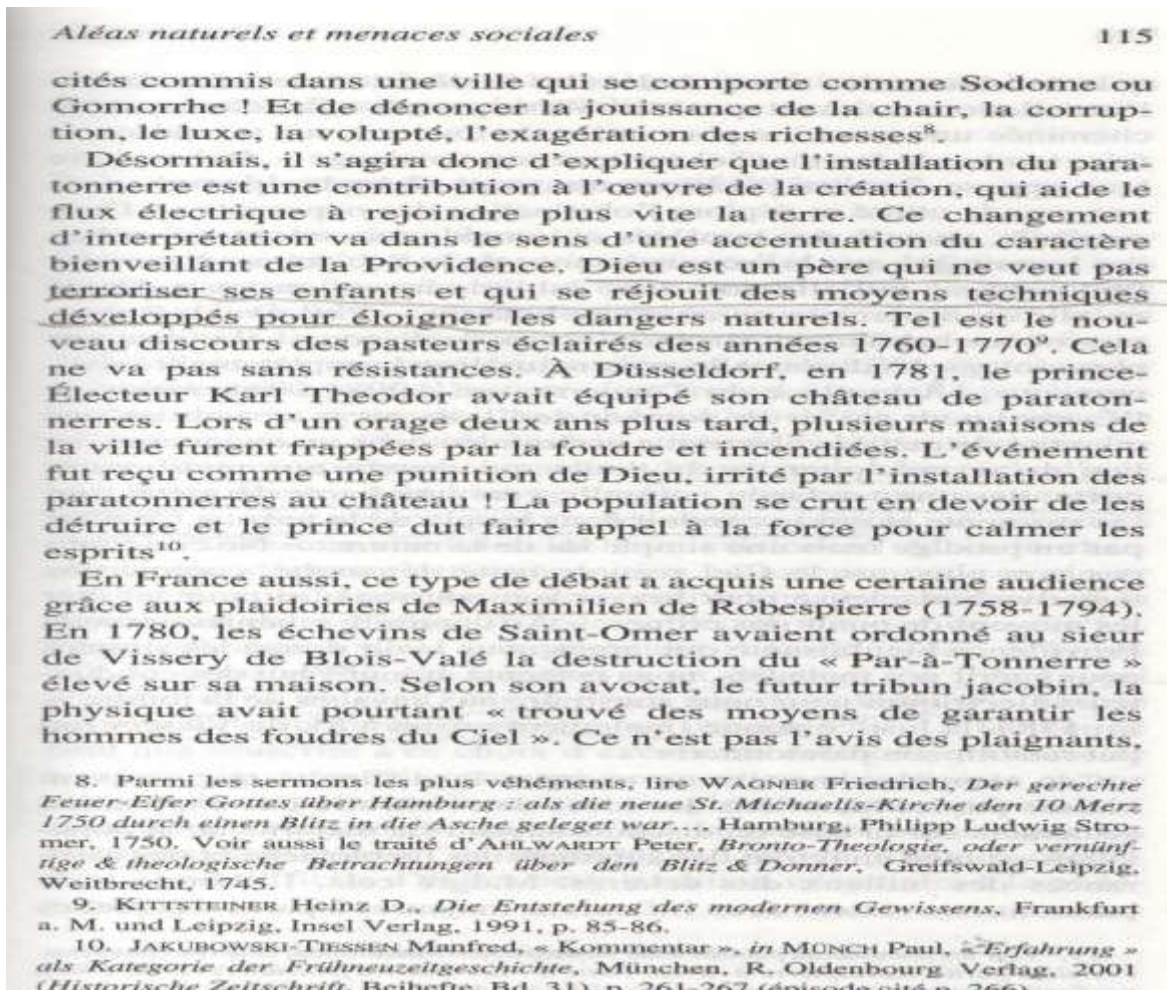 Aléas naturels et menaces sociales 115
cités commis dans une ville qui se comporte comme Sodome ou
Gomorrhe ! Et de dénoncer la jouissance de la chair, la corrup-
tion, le luxe, la volupté, l'exagération des richesses⁸.
Désormais, il s'agira donc d'expliquer que l'installation du para-
tonnerre est une contribution à l'œuvre de la création, qui aide le
flux électrique à rejoindre plus vite la terre. Ce changement
d'interprétation va dans le sens d'une accentuation du caractère
bienveillant de la Providence. Dieu est un père qui ne veut pas
terroriser ses enfants et qui se réjouit des moyens techniques
développés pour éloigner les dangers naturels. Tel est le nou-
veau discours des pasteurs éclairés des années 1760-1770⁹. Cela
ne va pas sans résistances. À Düsseldorf, en 1781, le prince-
Électeur Karl Theodor avait équipé son château de paraton-
nerres. Lors d'un orage deux ans plus tard, plusieurs maisons de
la ville furent frappées par la foudre et incendiées. L'événement
fut reçu comme une punition de Dieu, irrité par l'installation des
paratonnerres au château ! La population se crut en devoir de les
détruire et le prince dut faire appel à la force pour calmer les
esprits¹⁰.
En France aussi, ce type de débat a acquis une certaine audience
grâce aux plaidoiries de Maximilien de Robespierre (1758-1794).
En 1780, les échevins de Saint-Omer avaient ordonné au sieur
de Vissery de Blois-Valé la destruction du « Par-à-Tonnerre »
élevé sur sa maison. Selon son avocat, le futur tribun jacobin, la
physique avait pourtant « trouvé des moyens de garantir les
hommes des foudres du Ciel ». Ce n'est pas l'avis des plaignants,
8. Parmi les sermons les plus véhéments, lire WAGNER Friedrich, Der gerechte
Feuer-Eifer Gottes über Hamburg : als die neue St. Michaelis-Kirche den 10 Merz
1750 durch einen Blitz in die Asche geleget war..., Hamburg, Philipp Ludwig Stro-
mer, 1750. Voir aussi le traité d'AHLWARDT Peter, Bronto-Theologie, oder vernünf-
tige & theologische Betrachtungen über den Blitz & Donner, Greifswald-Leipzig,
Weitbrecht, 1745.
9. KITTSTEINER Heinz D., Die Entstehung des modernen Gewissens, Frankfurt
a. M. und Leipzig, Insel Verlag, 1991, p. 85-86.
10. JAKUBOWSKI-TIESSEN Manfred, « Kommentar », in MÜNCH Paul, « Erfahrung »
als Kategorie der Frühneuzeitgeschichte, München, R. Oldenbourg Verlag, 2001
(Historische Zeitschrift, Beihefte, Bd. 31), p. 261-267 (épisode cité p. 266).